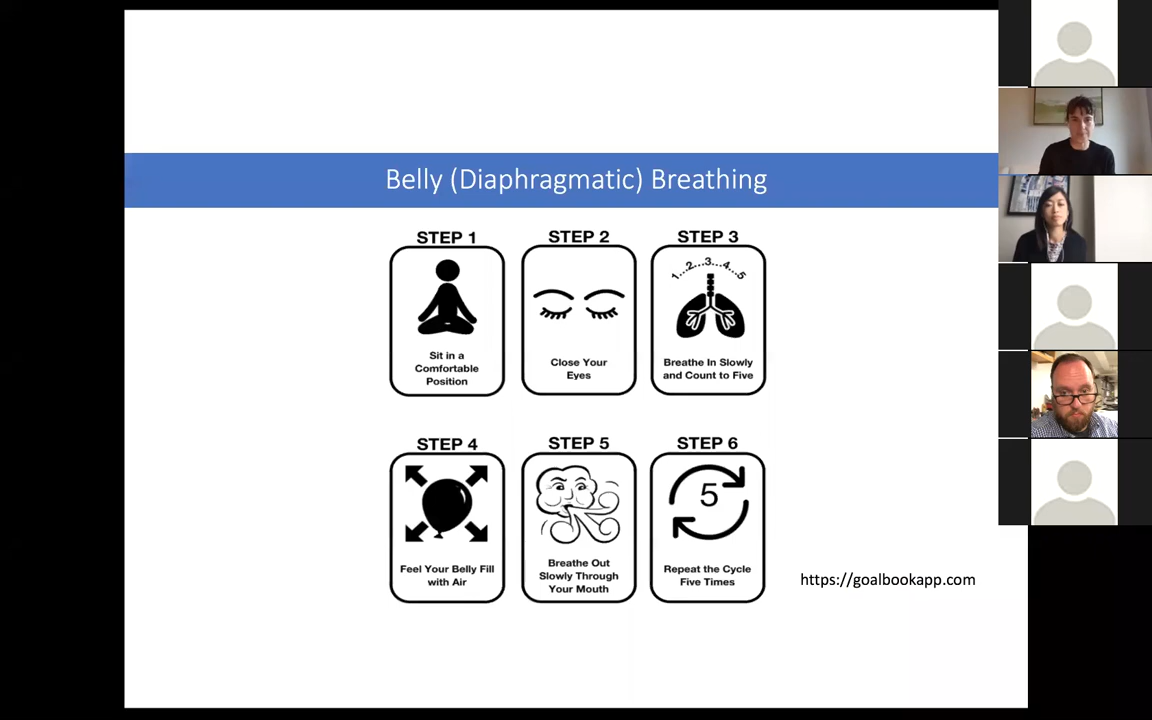 Belly (Diaphragmatic) Breathing
STEP 1
Sit in a
Comfortable
Position
STEP 2
Close Your
Eyes
STEP 3
1...2...3...4...5
Breathe In Slowly
and Count to Five
STEP 4
Feel Your Belly Fill
with Air
STEP 5
Breathe Out
Slowly Through
Your Mouth
STEP 6
5
Repeat the Cycle
Five Times
https://goalbookapp.com